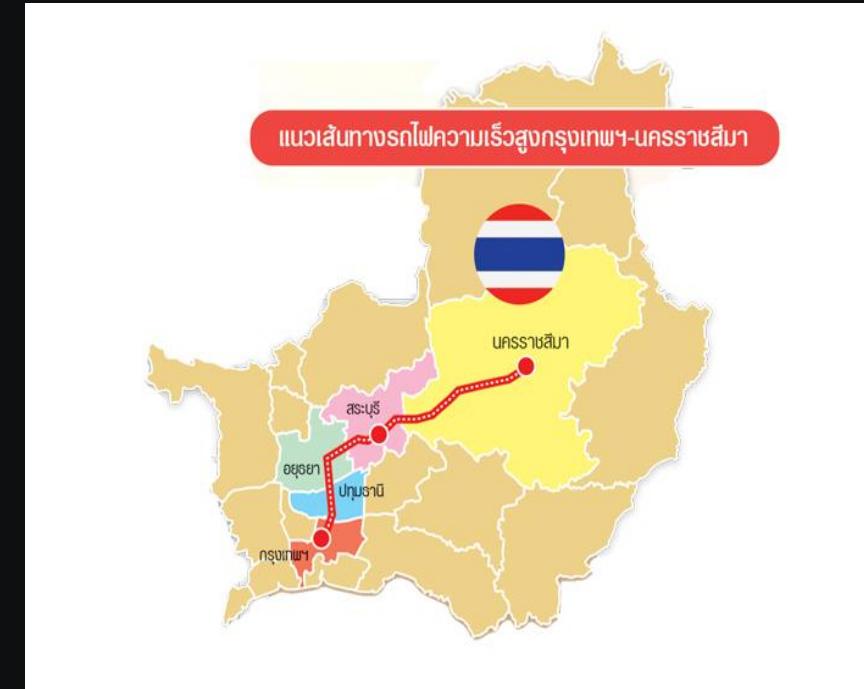 แนวเส้นทางรถไฟความเร็วสูงกรุงเทพฯ-นครราชสีมา
นครราชสีมา
สระบุรี
อยุธยา
ปทุมธานี
กรุงเทพฯ